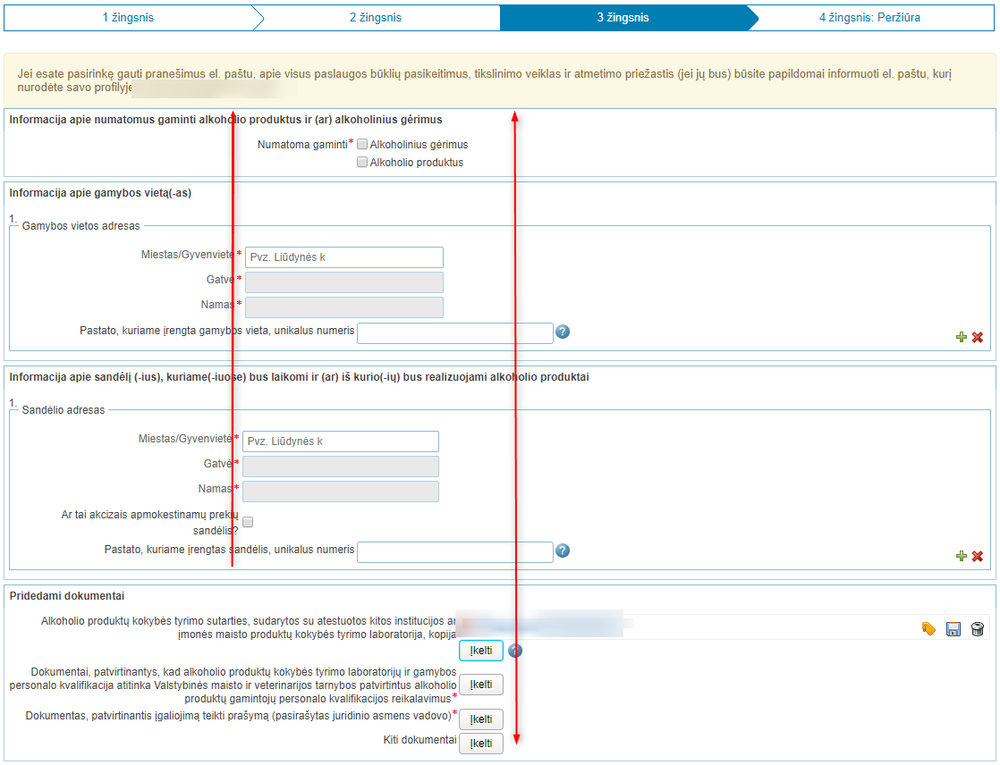 1 žingsnis
2 žingsnis
3 žingsnis
4 žingsnis: Peržiūra
Jei esate pasirinkę gauti pranešimus el. paštu, apie visus paslaugos būklių pasikeitimus, tikslinimo veiklas ir atmetimo priežastis (jei jų bus) būsite papildomai informuoti el. paštu, kurį
nurodėte savo profilyje
Informacija apie numatomus gaminti alkoholio produktus ir (ar) alkoholinius gėrimus
Numatoma gaminti* Alkoholinius gėrimus
Alkoholio produktus
Informacija apie gamybos vietą(-as)
1.
Gamybos vietos adresas
Miestas/Gyvenvietė* Pvz. Liūdynės k
Gatvė*
Namas*
Pastato, kuriame įrengta gamybos vieta, unikalus numeris ?
Informacija apie sandėlį (-ius), kuriame(-iuose) bus laikomi ir (ar) iš kurio(-ių) bus realizuojami alkoholio produktai
1.
Sandėlio adresas
Miestas/Gyvenvietė* Pvz. Liūdynės k
Gatvė*
Namas*
Ar tai akcizais apmokestinamų prekių
sandėlis?
Pastato, kuriame įrengtas sandėlis, unikalus numeris ?
Pridedami dokumentai
Alkoholio produktų kokybės tyrimo sutarties, sudarytos su atestuotos kitos institucijos ar
įmonės maisto produktų kokybės tyrimo laboratorija, kopija
Įkelti ?
Dokumentai, patvirtinantys, kad alkoholio produktų kokybės tyrimo laboratorijų ir gamybos
personalo kvalifikacija atitinka Valstybinės maisto ir veterinarijos tarnybos patvirtintus alkoholio
produktų gamintojų personalo kvalifikacijos reikalavimus*
Įkelti
Dokumentas, patvirtinantis įgaliojimą teikti prašymą (pasirašytas juridinio asmens vadovo)* Įkelti
Kiti dokumentai Įkelti